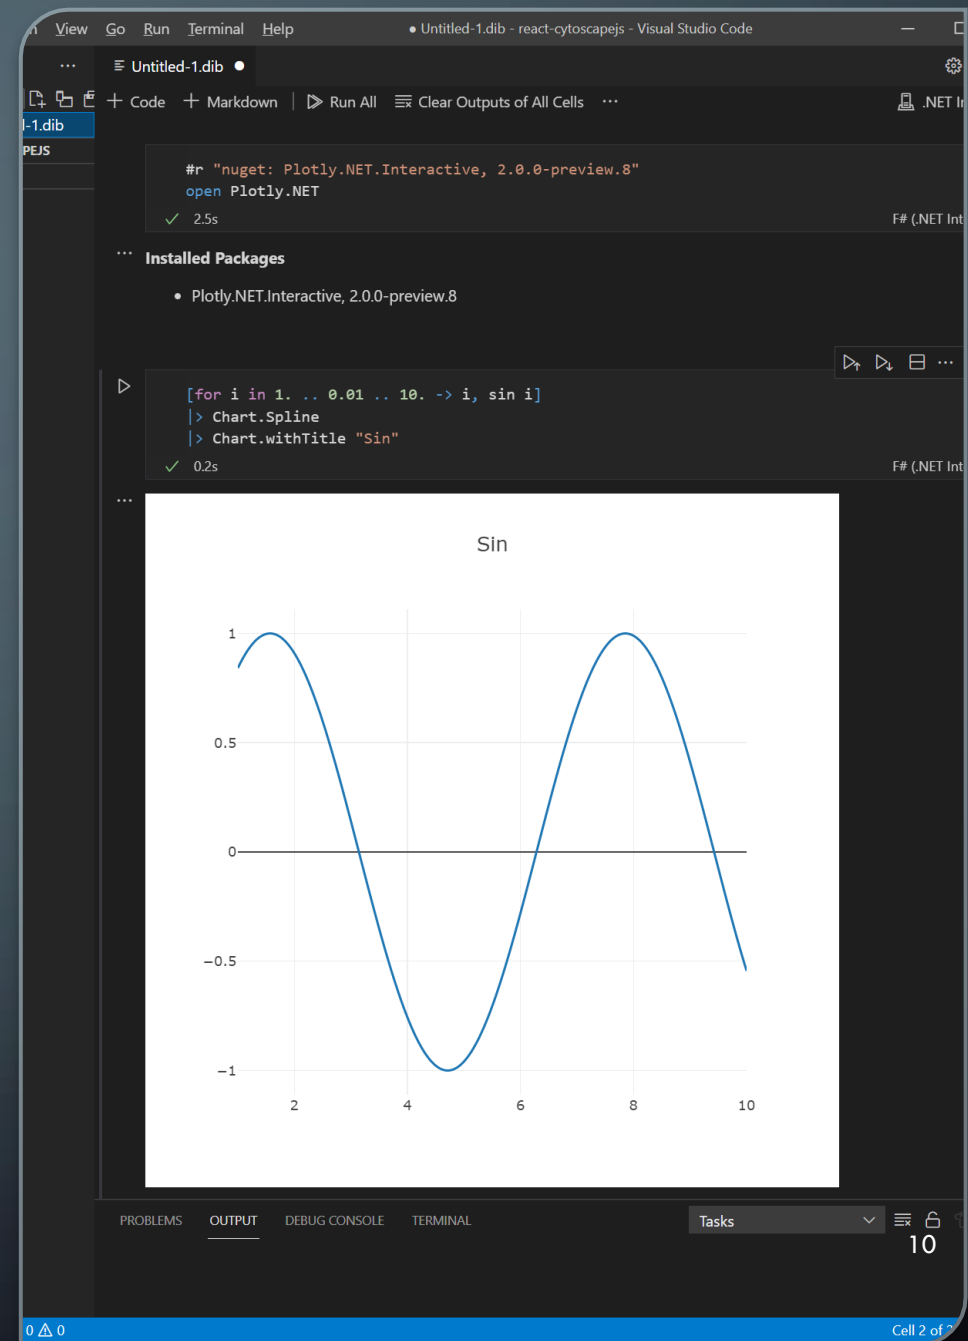 View Go Run Terminal Help ● Untitled-1.dib - react-cytoscapejs - Visual Studio Code
Untitled-1.dib ●
+ Code + Markdown Run All Clear Outputs of All Cells ··· .NET
-1.dib
PEJS
#r "nuget: Plotly.NET.Interactive, 2.0.0-preview.8"
open Plotly.NET
✓ 2.5s F# (.NET Int
Installed Packages
• Plotly.NET.Interactive, 2.0.0-preview.8
[for i in 1. .. 0.01 .. 10. -> i, sin i]
|> Chart.Spline
|> Chart.withTitle "Sin"
✓ 0.2s F# (.NET Int
Sin
1
0.5
0
−0.5
−1
2 4 6 8 10
PROBLEMS OUTPUT DEBUG CONSOLE TERMINAL Tasks
10
0 0 Cell 2 of